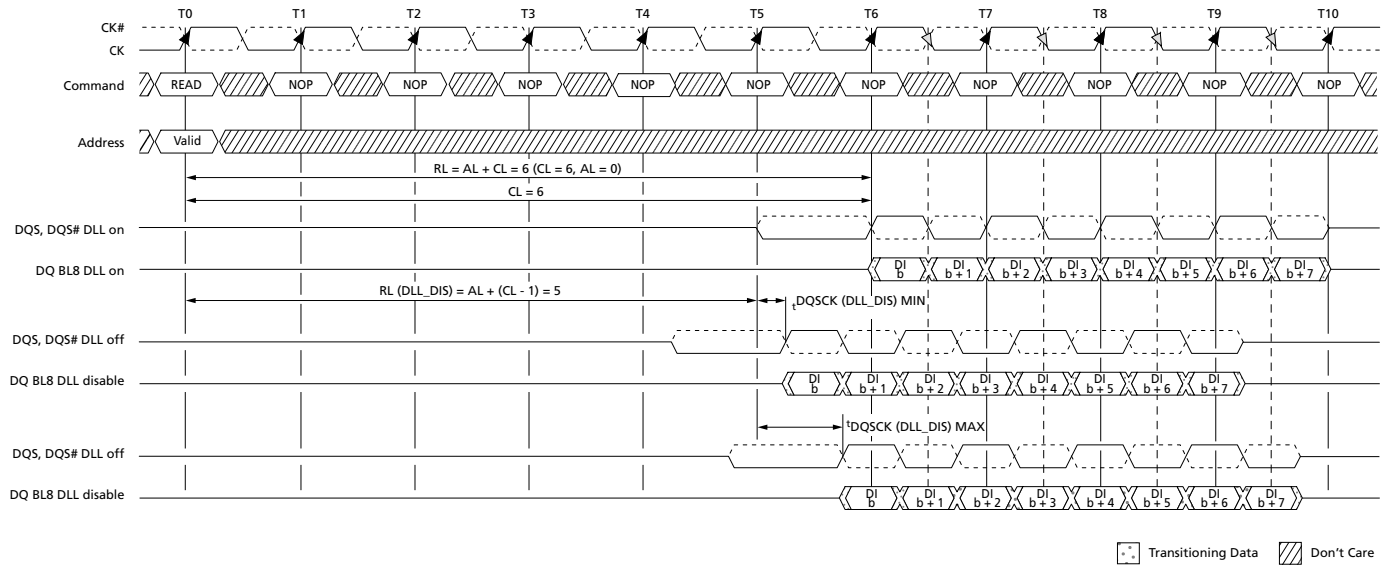 T0 T1 T2 T3 T4 T5 T6 T7 T8 T9 T10
CK#
CK
Command READ NOP NOP NOP NOP NOP NOP NOP NOP NOP NOP
Address Valid
RL = AL + CL = 6 (CL = 6, AL = 0)
CL = 6
DQS, DQS# DLL on
DQ BL8 DLL on DI b DI b + 1 DI b + 2 DI b + 3 DI b + 4 DI b + 5 DI b + 6 DI b + 7
RL (DLL_DIS) = AL + (CL - 1) = 5
tDQSCK (DLL_DIS) MIN
DQS, DQS# DLL off
DQ BL8 DLL disable DI b DI b + 1 DI b + 2 DI b + 3 DI b + 4 DI b + 5 DI b + 6 DI b + 7
tDQSCK (DLL_DIS) MAX
DQS, DQS# DLL off
DQ BL8 DLL disable DI b DI b + 1 DI b + 2 DI b + 3 DI b + 4 DI b + 5 DI b + 6 DI b + 7
Transitioning Data Don't Care